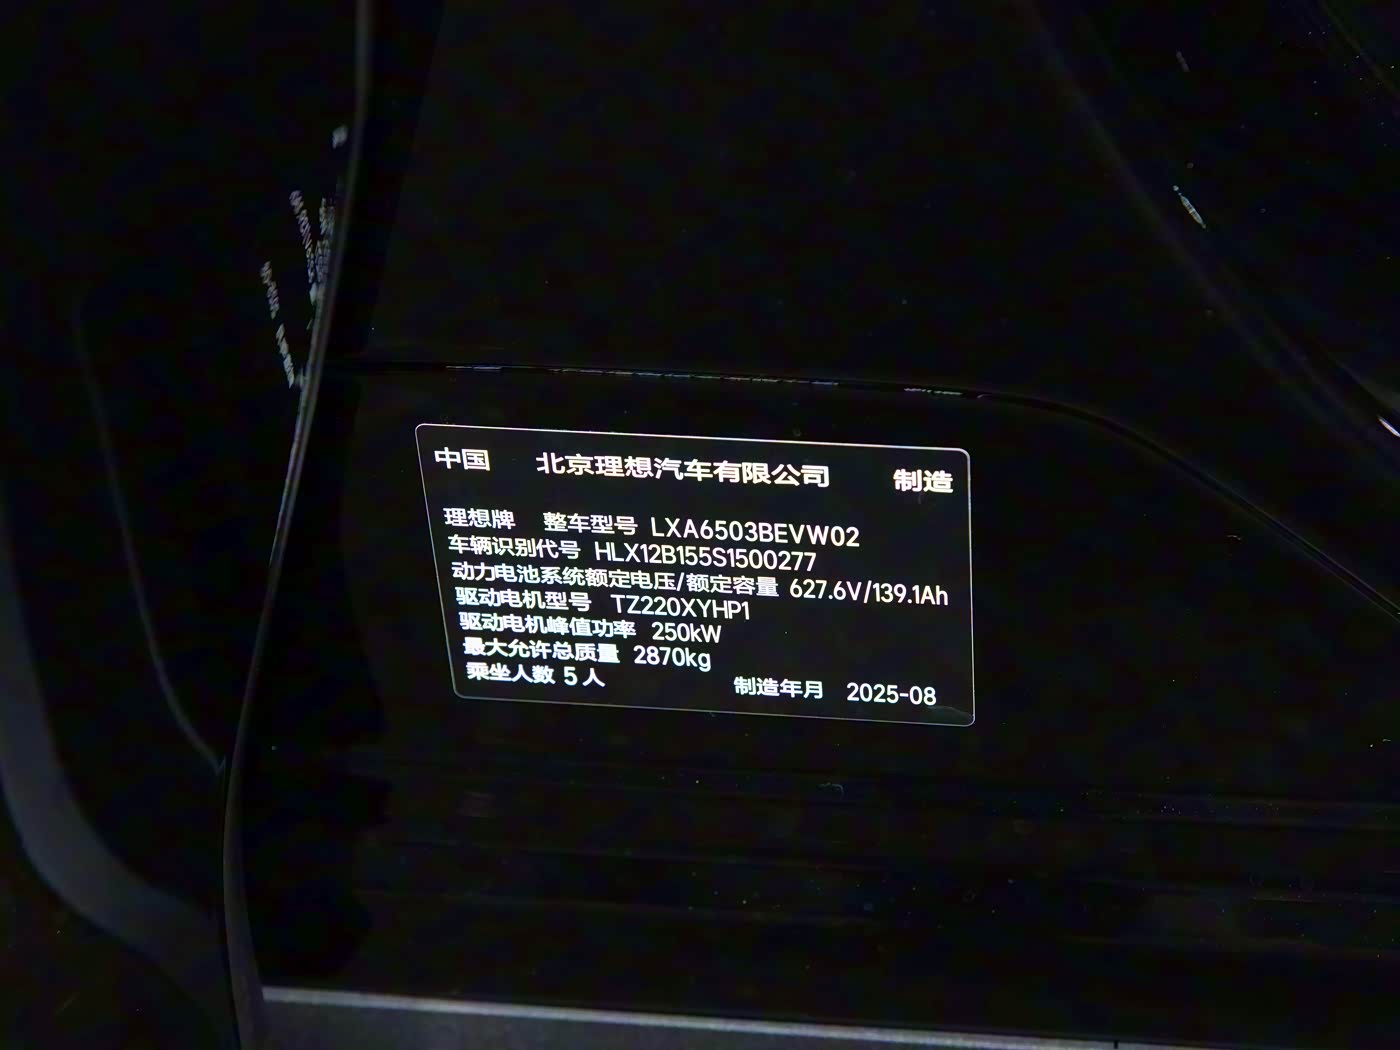 中国 北京理想汽车有限公司 制造
理想牌 整车型号 LXA6503BEVW02
车辆识别代号 HLX12B155S1500277
动力电池系统额定电压/额定容量 627.6V/139.1Ah
驱动电机型号 TZ220XYHP1
驱动电机峰值功率 250kW
最大允许总质量 2870kg
乘坐人数 5人 制造年月 2025-08